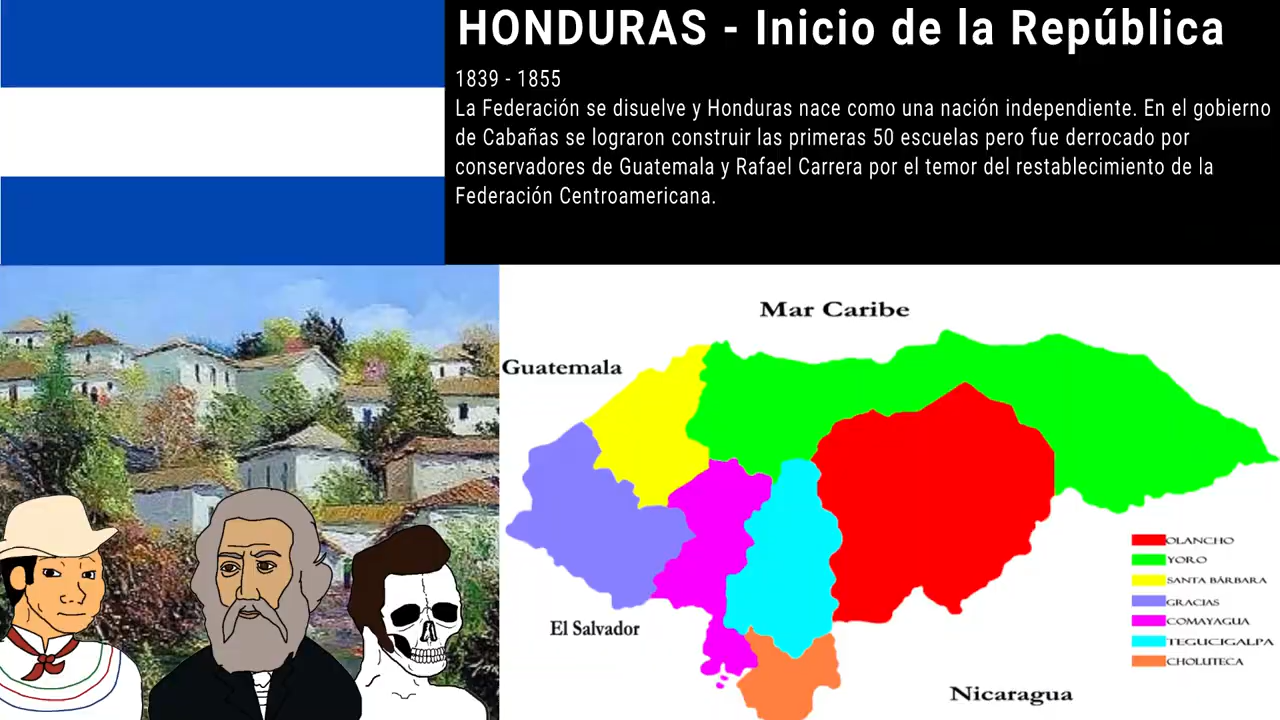 HONDURAS - Inicio de la República
1839 - 1855
La Federación se disuelve y Honduras nace como una nación independiente. En el gobierno
de Cabañas se lograron construir las primeras 50 escuelas pero fue derrocado por
conservadores de Guatemala y Rafael Carrera por el temor del restablecimiento de la
Federación Centroamericana.
Mar Caribe
Guatemala
El Salvador
Nicaragua
OLANCHO
YORO
SANTA BÁRBARA
GRACIAS
COMAYAGUA
TEGUCIGALPA
CHOLUTECA